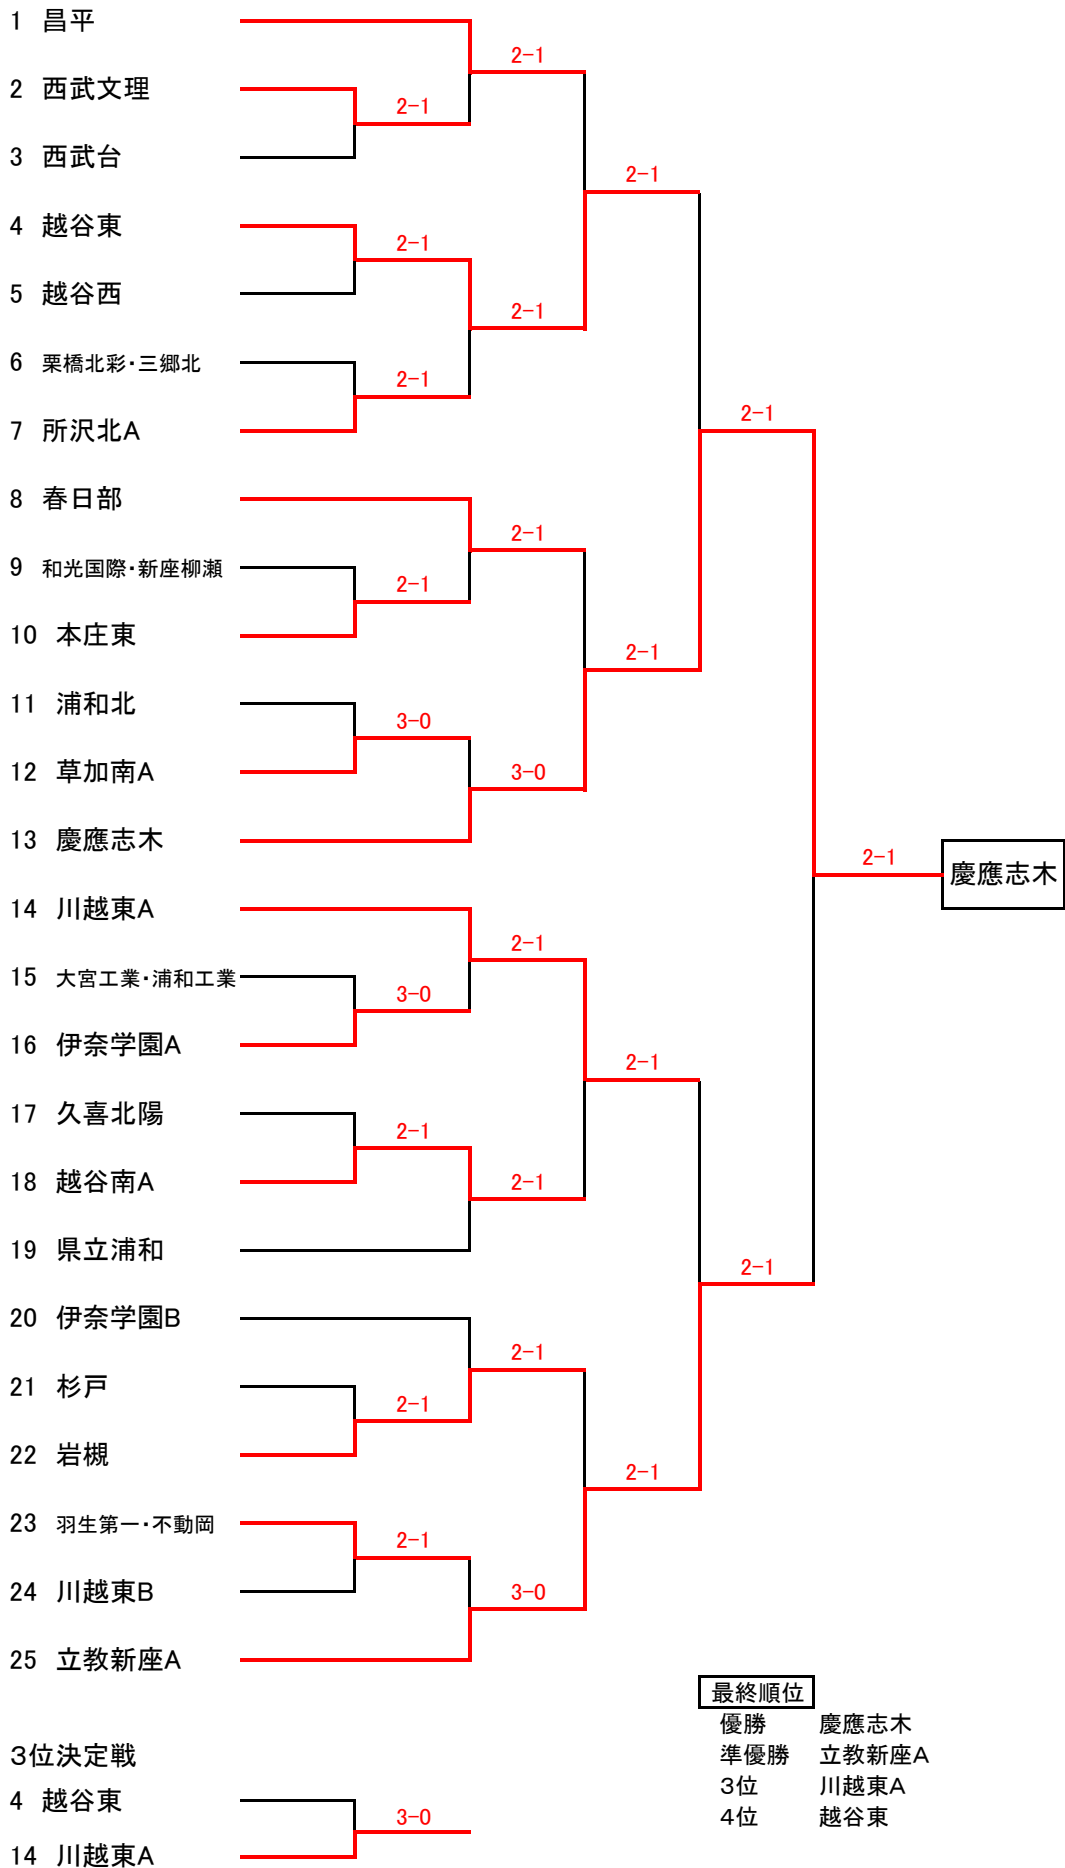 1 昌平
2-1
2 西武文理
2-1
3 西武台
2-1
4 越谷東
2-1
5 越谷西
2-1
6 栗橋北彩・三郷北
2-1
7 所沢北A
2-1
8 春日部
2-1
9 和光国際・新座柳瀬
2-1
10 本庄東
2-1
11 浦和北
3-0
12 草加南A
3-0
13 慶應志木
2-1
慶應志木
14 川越東A
2-1
15 大宮工業・浦和工業
3-0
16 伊奈学園A
2-1
17 久喜北陽
2-1
18 越谷南A
2-1
19 県立浦和
2-1
20 伊奈学園B
2-1
21 杉戸
2-1
22 岩槻
2-1
23 羽生第一・不動岡
2-1
24 川越東B
3-0
25 立教新座A
最終順位
優勝 慶應志木
準優勝 立教新座A
3位 川越東A
4位 越谷東
3位決定戦
4 越谷東
3-0
14 川越東A